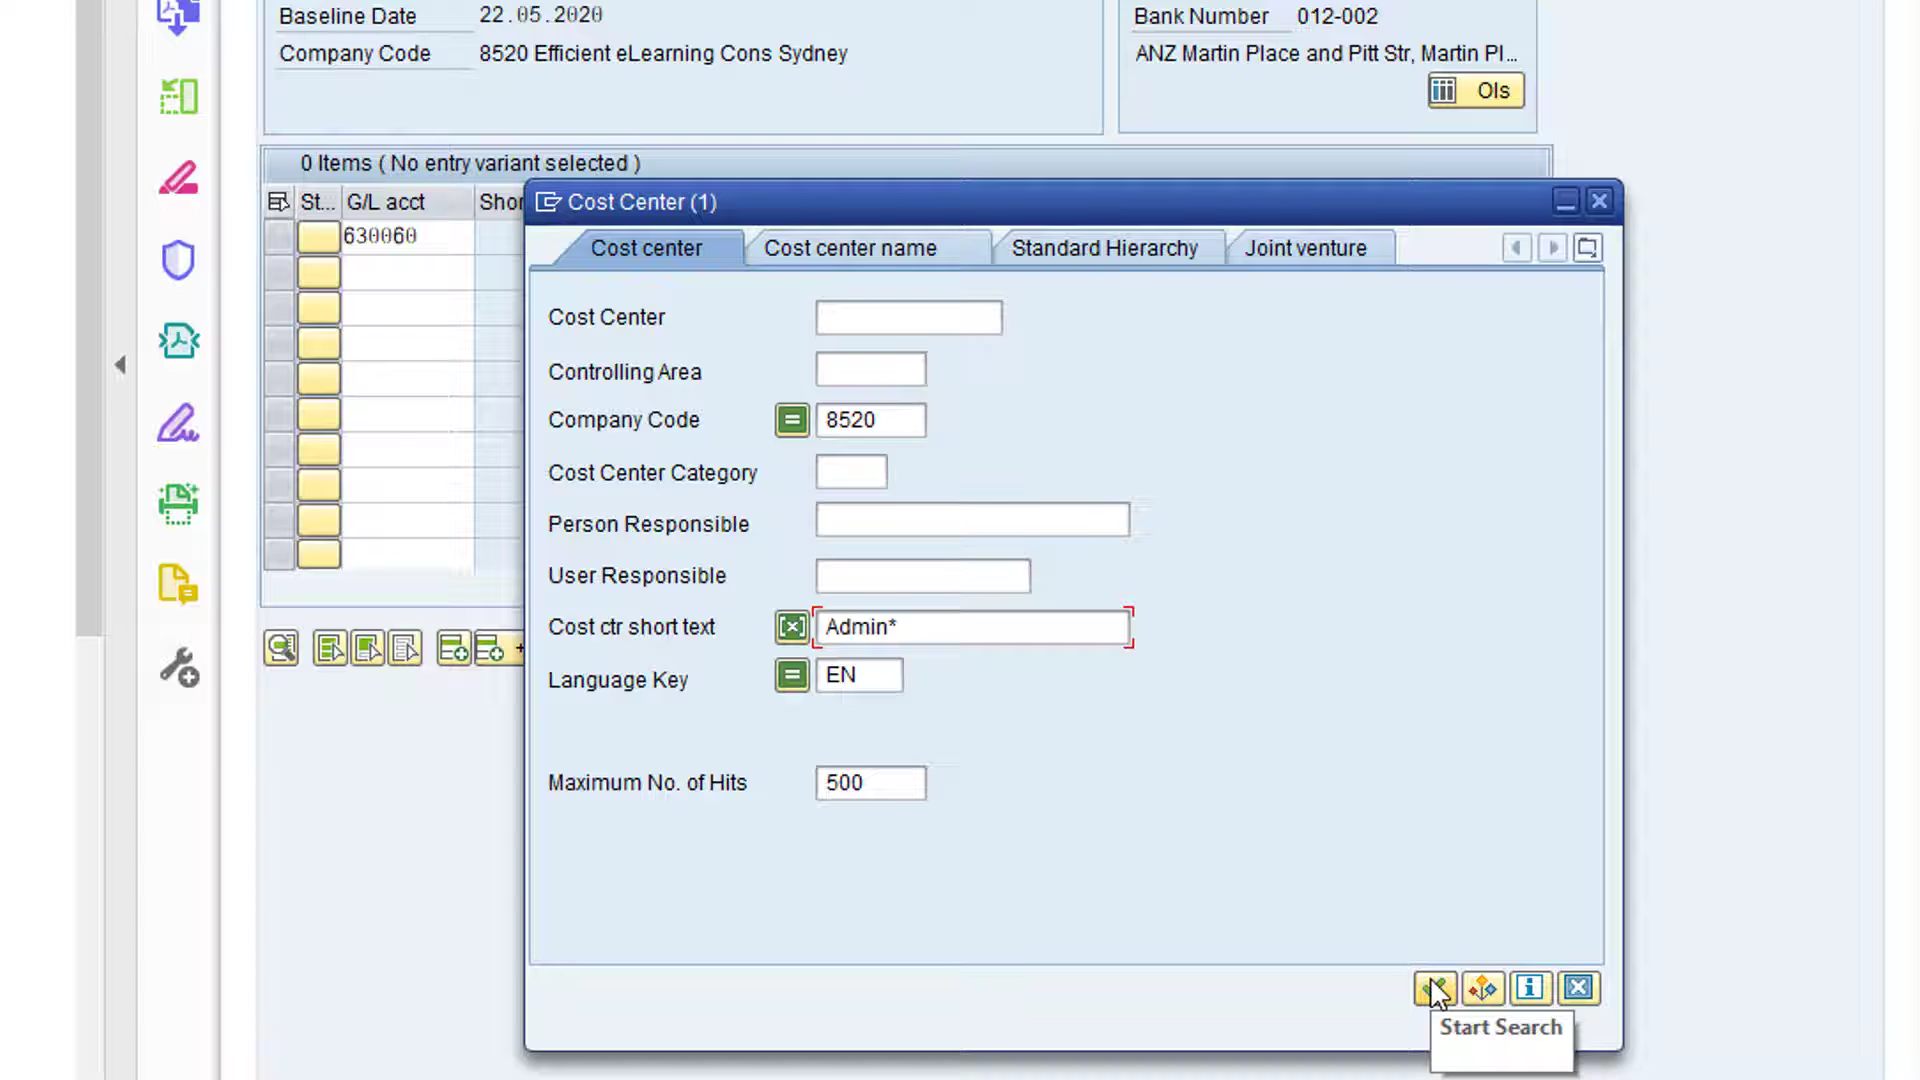 Baseline Date 22.05.2020
Company Code 8520 Efficient eLearning Cons Sydney
Bank Number 012-002
ANZ Martin Place and Pitt Str, Martin Pl...
OIs
0 Items ( No entry variant selected )
St... G/L acct Shor
630060
Cost Center (1)
Cost center Cost center name Standard Hierarchy Joint venture
Cost Center
Controlling Area
Company Code 8520
Cost Center Category
Person Responsible
User Responsible
Cost ctr short text Admin*
Language Key EN
Maximum No. of Hits 500
Start Search